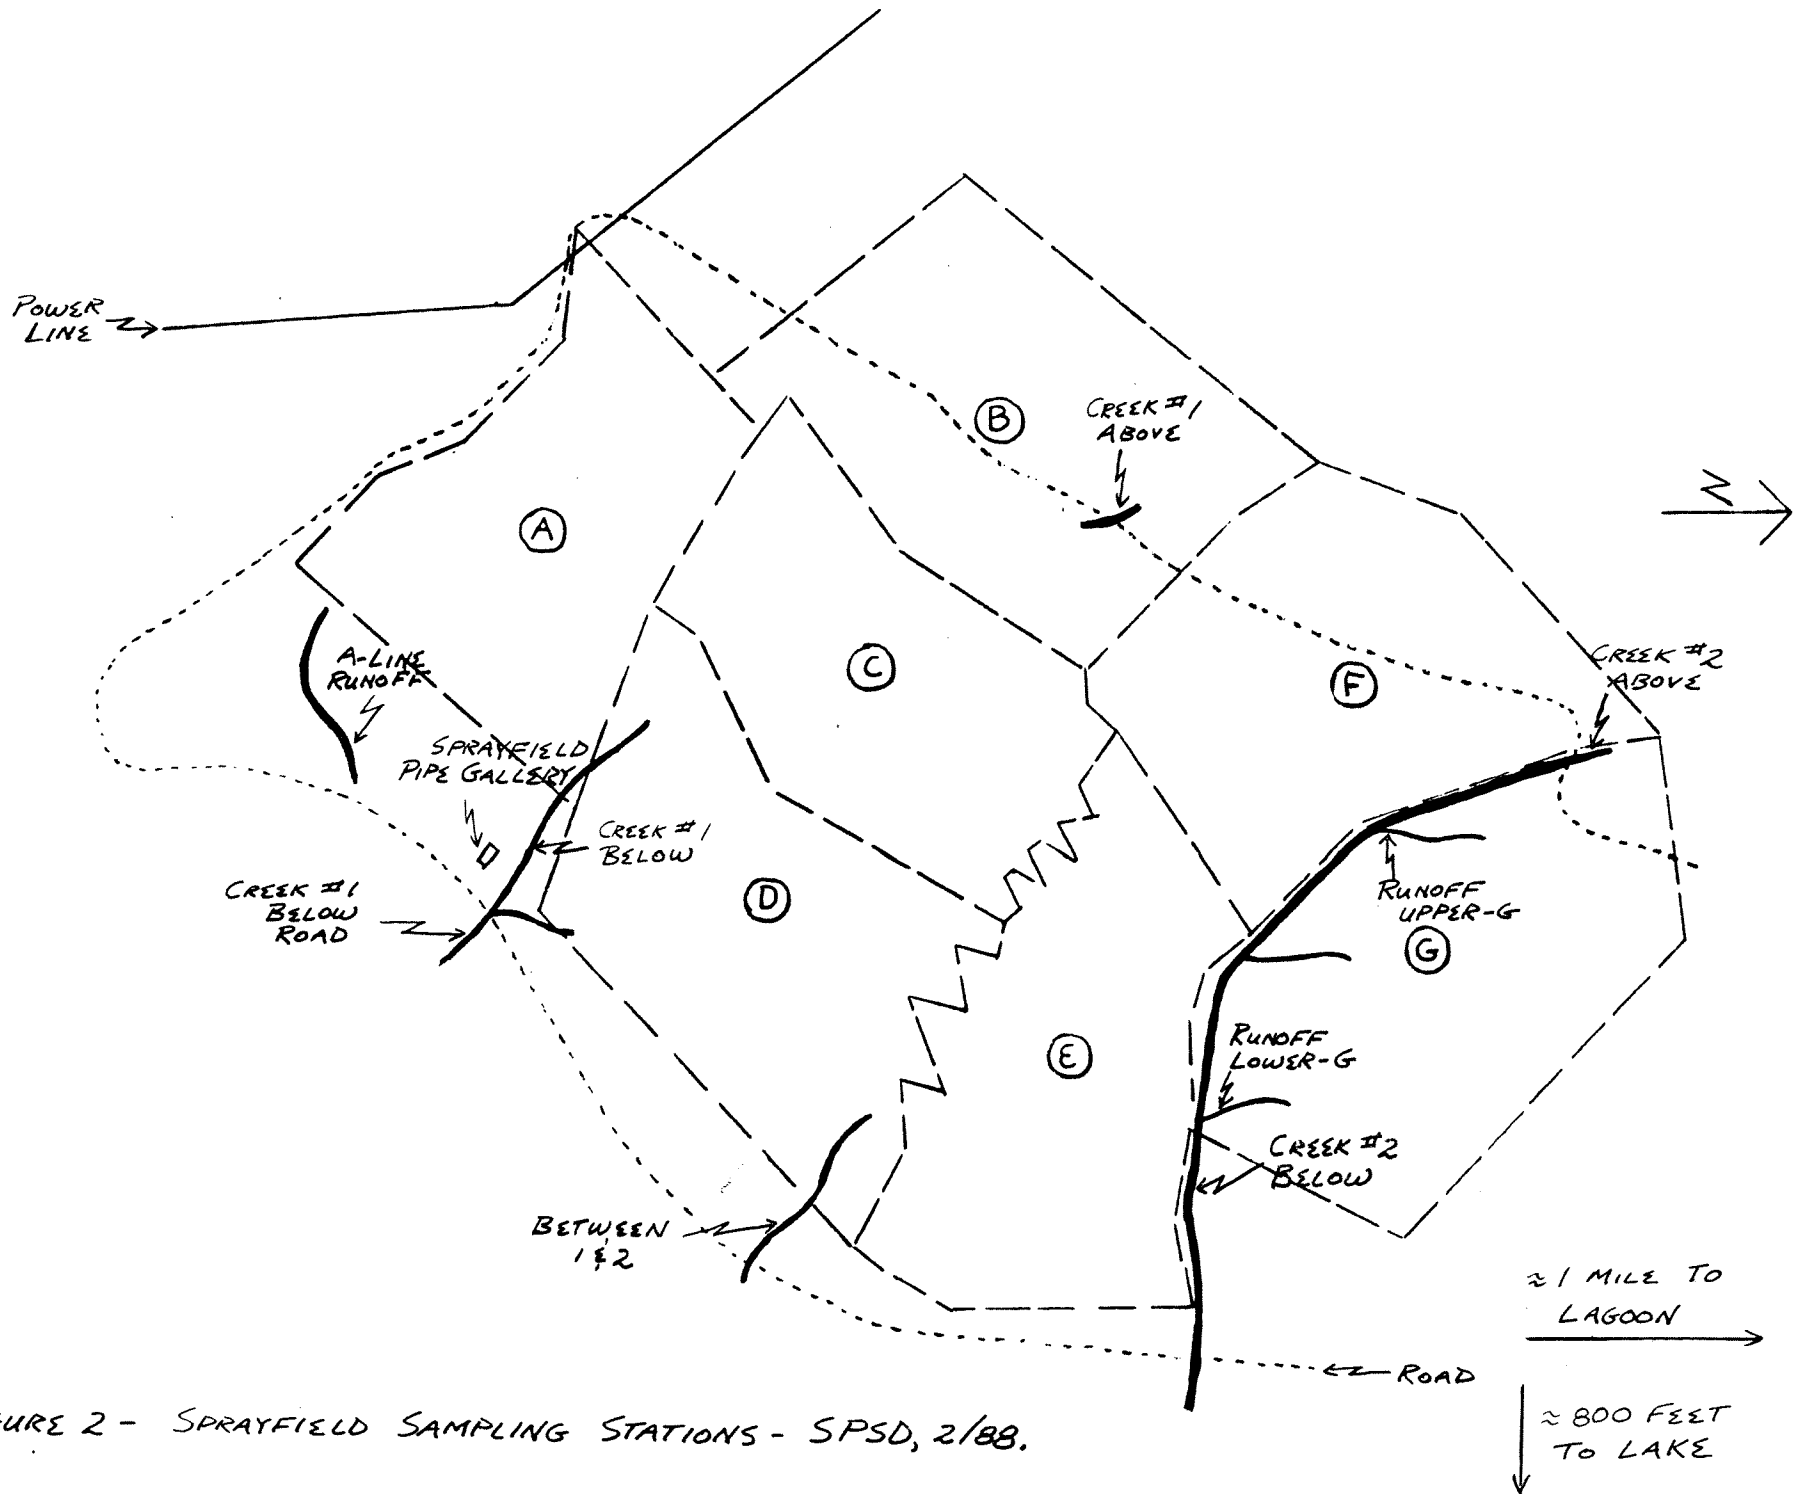 POWER
LINE
B
CREEK #1
ABOVE
N
A
A-LINE
RUNOFF
C
F
CREEK #2
ABOVE
SPRAYFIELD
PIPE GALLERY
CREEK #1
BELOW
CREEK #1
BELOW
ROAD
D
RUNOFF
UPPER-G
G
E
RUNOFF
LOWER-G
CREEK #2
BELOW
BETWEEN
1 & 2
≈ 1 MILE TO
LAGOON
ROAD
≈ 800 FEET
TO LAKE
URE 2 - SPRAYFIELD SAMPLING STATIONS - SPSD, 2/88.